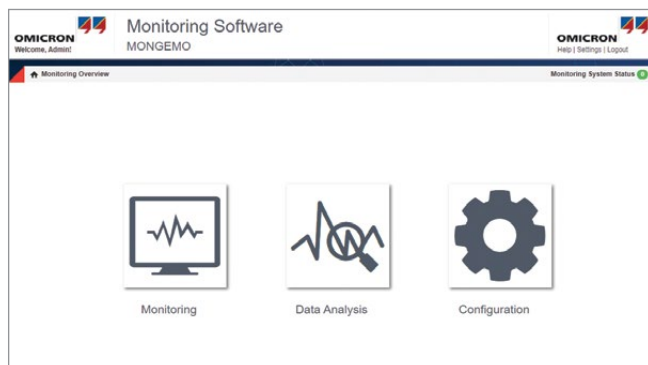 OMICRON
Welcome, Admin!
Monitoring Software
MONGEMO
OMICRON
Help | Settings | Logout
Monitoring Overview
Monitoring System Status 0
Monitoring
Data Analysis
Configuration